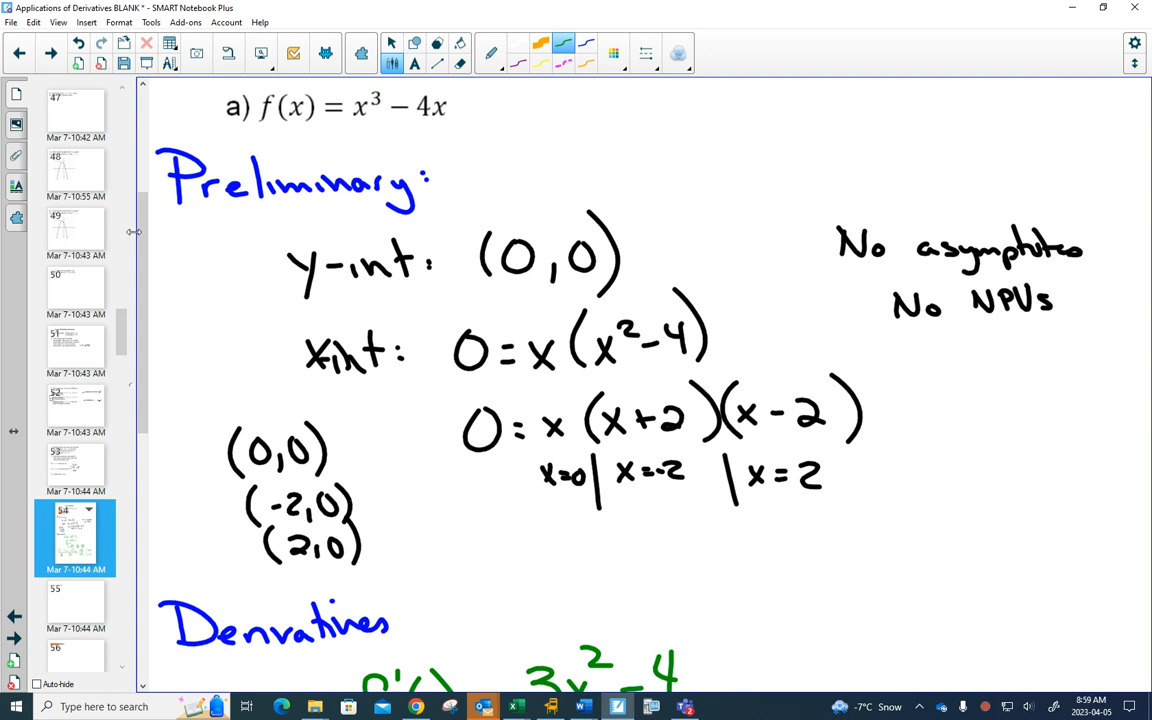 Applications of Derivatives BLANK * - SMART Notebook Plus
File Edit View Insert Format Tools Add-ons Account Help
47
Mar 7-10:42 AM
48
Mar 7-10:55 AM
49
Mar 7-10:43 AM
50
Mar 7-10:43 AM
51
Mar 7-10:43 AM
52
Mar 7-10:43 AM
53
Mar 7-10:44 AM
54
Mar 7-10:44 AM
55
Mar 7-10:44 AM
56
Auto-hide
a) f(x) = x³ − 4x
Preliminary:
y-int: (0,0)
No asymptotes
No NPVs
xint: 0 = x(x²-4)
0 = x(x+2)(x-2)
x=0 | x=-2 | x=2
(0,0)
(-2,0)
(2,0)
Derivatives
3x²-4
Type here to search
-7°C Snow
8:59 AM
2023-04-05